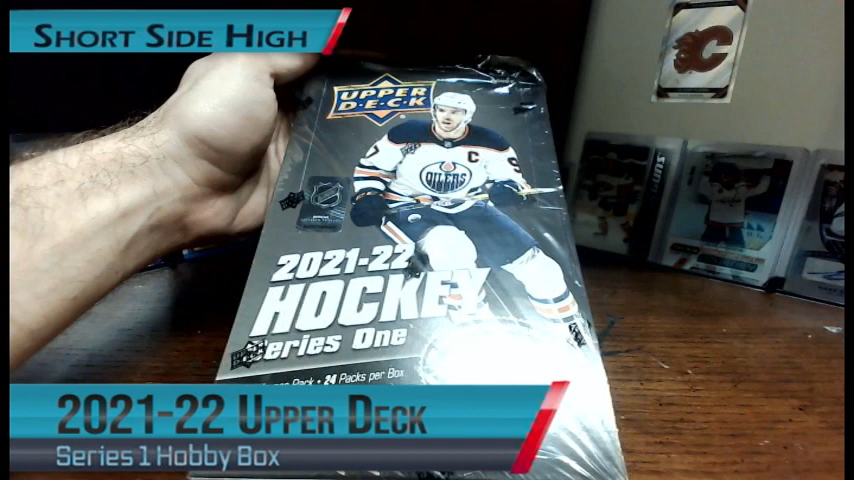 SHORT SIDE HIGH
UPPER
D·E·C·K
C
OILERS
2021-22
HOCKEY
Series One
Pack • 24 Packs per Box
2021-22 UPPER DECK
Series 1 Hobby Box